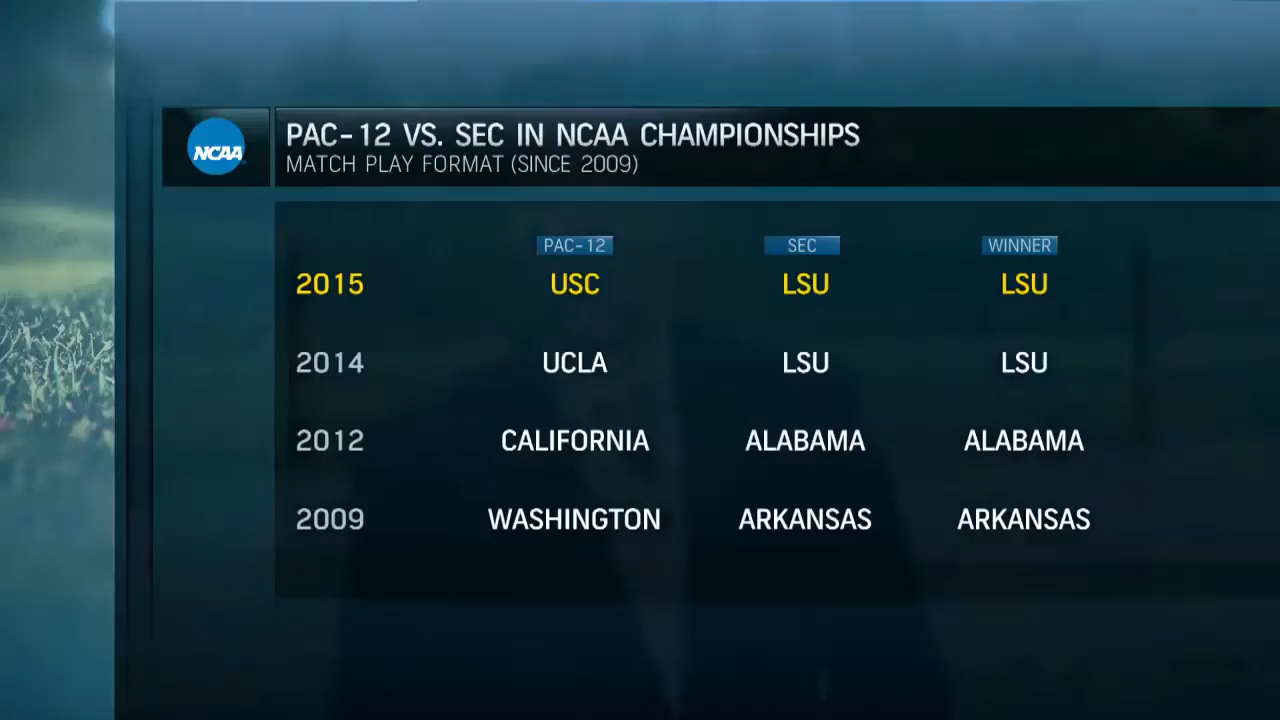 NCAA
PAC-12 VS. SEC IN NCAA CHAMPIONSHIPS
MATCH PLAY FORMAT (SINCE 2009)
PAC-12 SEC WINNER
2015 USC LSU LSU
2014 UCLA LSU LSU
2012 CALIFORNIA ALABAMA ALABAMA
2009 WASHINGTON ARKANSAS ARKANSAS